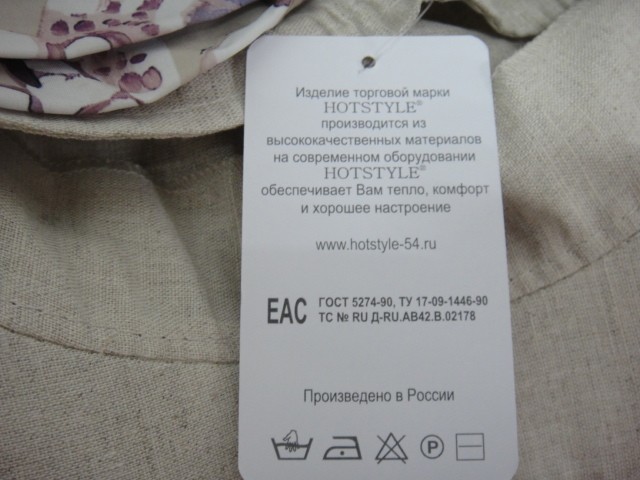 Изделие торговой марки
HOTSTYLE®
производится из
высококачественных материалов
на современном оборудовании
HOTSTYLE®
обеспечивает Вам тепло, комфорт
и хорошее настроение
www.hotstyle-54.ru
EAC ГОСТ 5274-90, ТУ 17-09-1446-90
ТС № RU Д-RU.АВ42.В.02178
Произведено в России
P